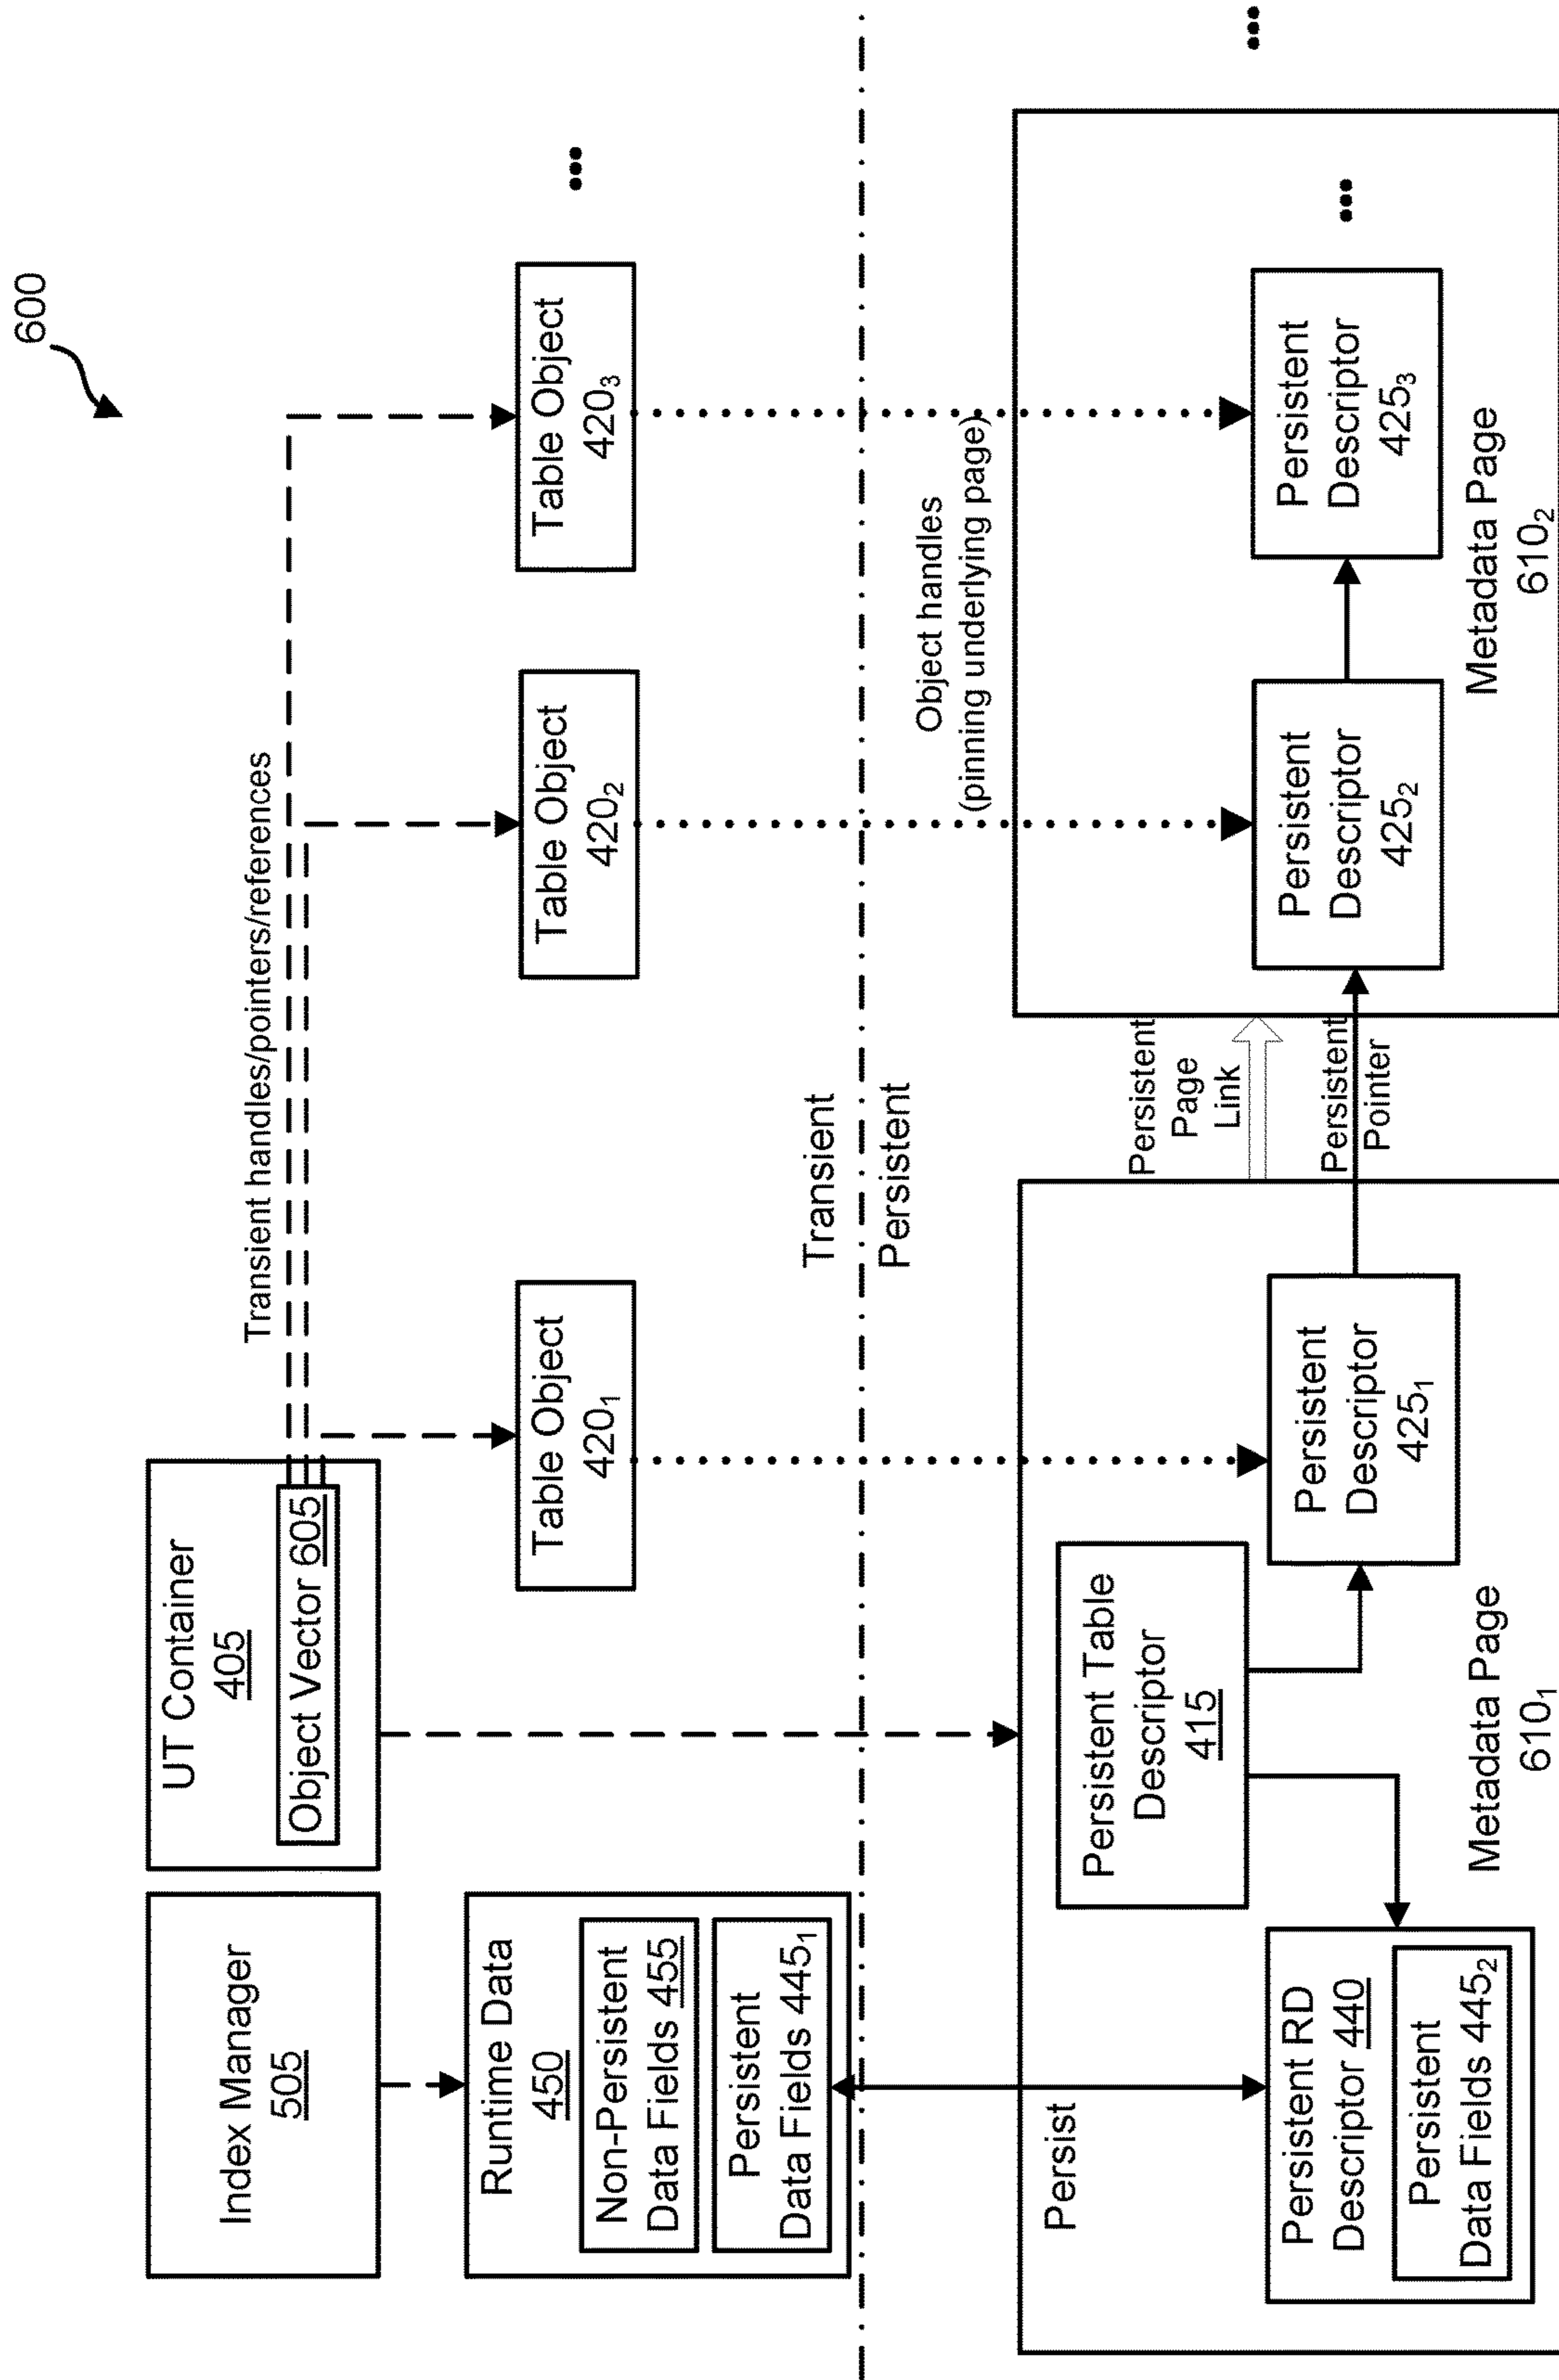 600
Index Manager
505
UT Container
405
Object Vector 605
Transient handles/pointers/references
Runtime Data
450
Non-Persistent
Data Fields 455
Persistent
Data Fields 445₁
Table Object
420₁
Table Object
420₂
Table Object
420₃
•••
Transient
Persistent
Persist
Object handles
(pinning underlying page)
Persistent Table
Descriptor
415
Persistent RD
Descriptor 440
Persistent
Data Fields 445₂
Persistent
Descriptor
425₁
Metadata Page
610₁
Persistent
Page
Link
Persistent
Pointer
Persistent
Descriptor
425₂
Persistent
Descriptor
425₃
•••
Metadata Page
610₂
•••